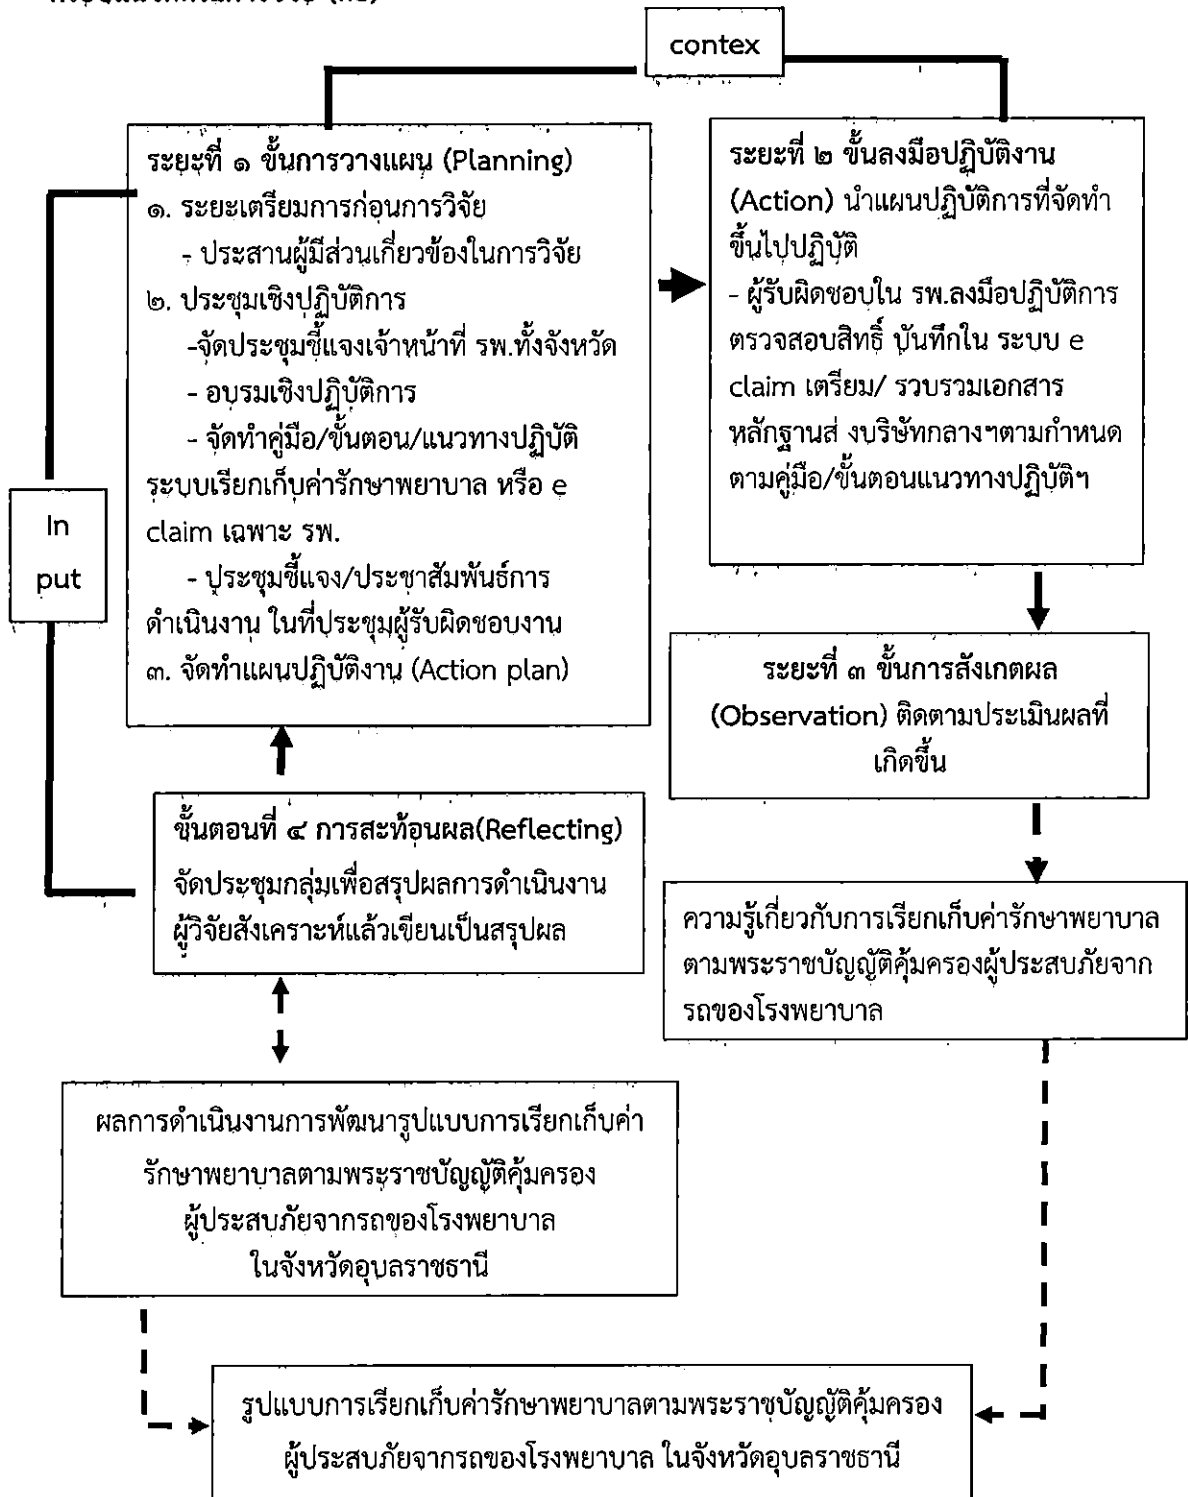 contex
ระยะที่ ๑ ขั้นการวางแผน (Planning)
๑. ระยะเตรียมการก่อนการวิจัย
- ประสานผู้มีส่วนเกี่ยวข้องในการวิจัย
๒. ประชุมเชิงปฏิบัติการ
-จัดประชุมชี้แจงเจ้าหน้าที่ รพ.ทั้งจังหวัด
- อบรมเชิงปฏิบัติการ
- จัดทำคู่มือ/ขั้นตอน/แนวทางปฏิบัติ
ระบบเรียกเก็บค่ารักษาพยาบาล หรือ e
claim เฉพาะ รพ.
- ประชุมชี้แจง/ประชาสัมพันธ์การ
ดำเนินงาน ในที่ประชุมผู้รับผิดชอบงาน
๓. จัดทำแผนปฏิบัติงาน (Action plan)
ระยะที่ ๒ ขั้นลงมือปฏิบัติงาน
(Action) นำแผนปฏิบัติการที่จัดทำ
ขึ้นไปปฏิบัติ
- ผู้รับผิดชอบใน รพ.ลงมือปฏิบัติการ
ตรวจสอบสิทธิ์ บันทึกใน ระบบ e
claim เตรียม/ รวบรวมเอกสาร
หลักฐานส่ งบริษัทกลางฯตามกำหนด
ตามคู่มือ/ขั้นตอนแนวทางปฏิบัติฯ
In
put
ระยะที่ ๓ ขั้นการสังเกตผล
(Observation) ติดตามประเมินผลที่
เกิดขึ้น
ขั้นตอนที่ ๔ การสะท้อนผล(Reflecting)
จัดประชุมกลุ่มเพื่อสรุปผลการดำเนินงาน
ผู้วิจัยสังเคราะห์แล้วเขียนเป็นสรุปผล
ความรู้เกี่ยวกับการเรียกเก็บค่ารักษาพยาบาล
ตามพระราชบัญญัติคุ้มครองผู้ประสบภัยจาก
รถของโรงพยาบาล
ผลการดำเนินงานการพัฒนารูปแบบการเรียกเก็บค่า
รักษาพยาบาลตามพระราชบัญญัติคุ้มครอง
ผู้ประสบภัยจากรถของโรงพยาบาล
ในจังหวัดอุบลราชธานี
รูปแบบการเรียกเก็บค่ารักษาพยาบาลตามพระราชบัญญัติคุ้มครอง
ผู้ประสบภัยจากรถของโรงพยาบาล ในจังหวัดอุบลราชธานี